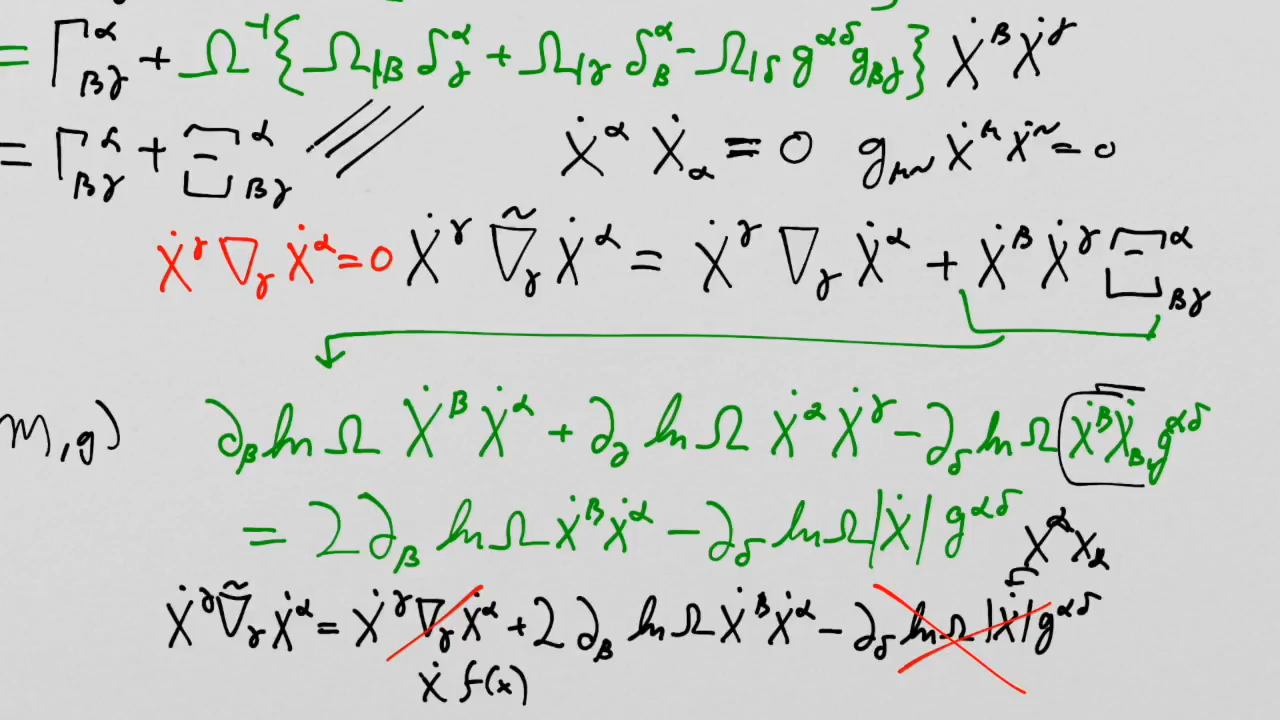 = Γ^α_βγ + Ω^-1 { Ω_|β δ^α_γ + Ω_|γ δ^α_β - Ω_|δ g^αδ g_βγ } Ẋ^β Ẋ^γ
= Γ^α_βγ + Ξ^α_βγ /// Ẋ^α Ẋ_α = 0 g_μν Ẋ^μ Ẋ^ν = 0
Ẋ^γ ∇_γ Ẋ^α = 0 Ẋ^γ ∇̃_γ Ẋ^α = Ẋ^γ ∇_γ Ẋ^α + Ẋ^β Ẋ^γ Ξ^α_βγ
M, g) ∂_β ln Ω Ẋ^β Ẋ^α + ∂_γ ln Ω Ẋ^α Ẋ^γ - ∂_δ ln Ω Ẋ^β Ẋ_β g^αδ
= 2 ∂_β ln Ω Ẋ^β Ẋ^α - ∂_δ ln Ω |Ẋ| g^αδ
Ẋ^α Ẋ_α
Ẋ^γ ∇̃_γ Ẋ^α = Ẋ^γ ∇_γ Ẋ^α + 2 ∂_β ln Ω Ẋ^β Ẋ^α - ∂_δ ln Ω |Ẋ| g^αδ
Ẋ f(x)